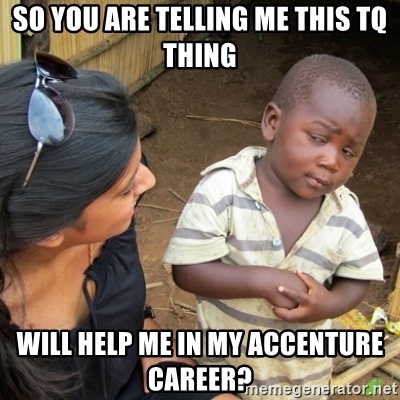 SO YOU ARE TELLING ME THIS TQ
THING
WILL HELP ME IN MY ACCENTURE
CAREER?
memegenerator.net